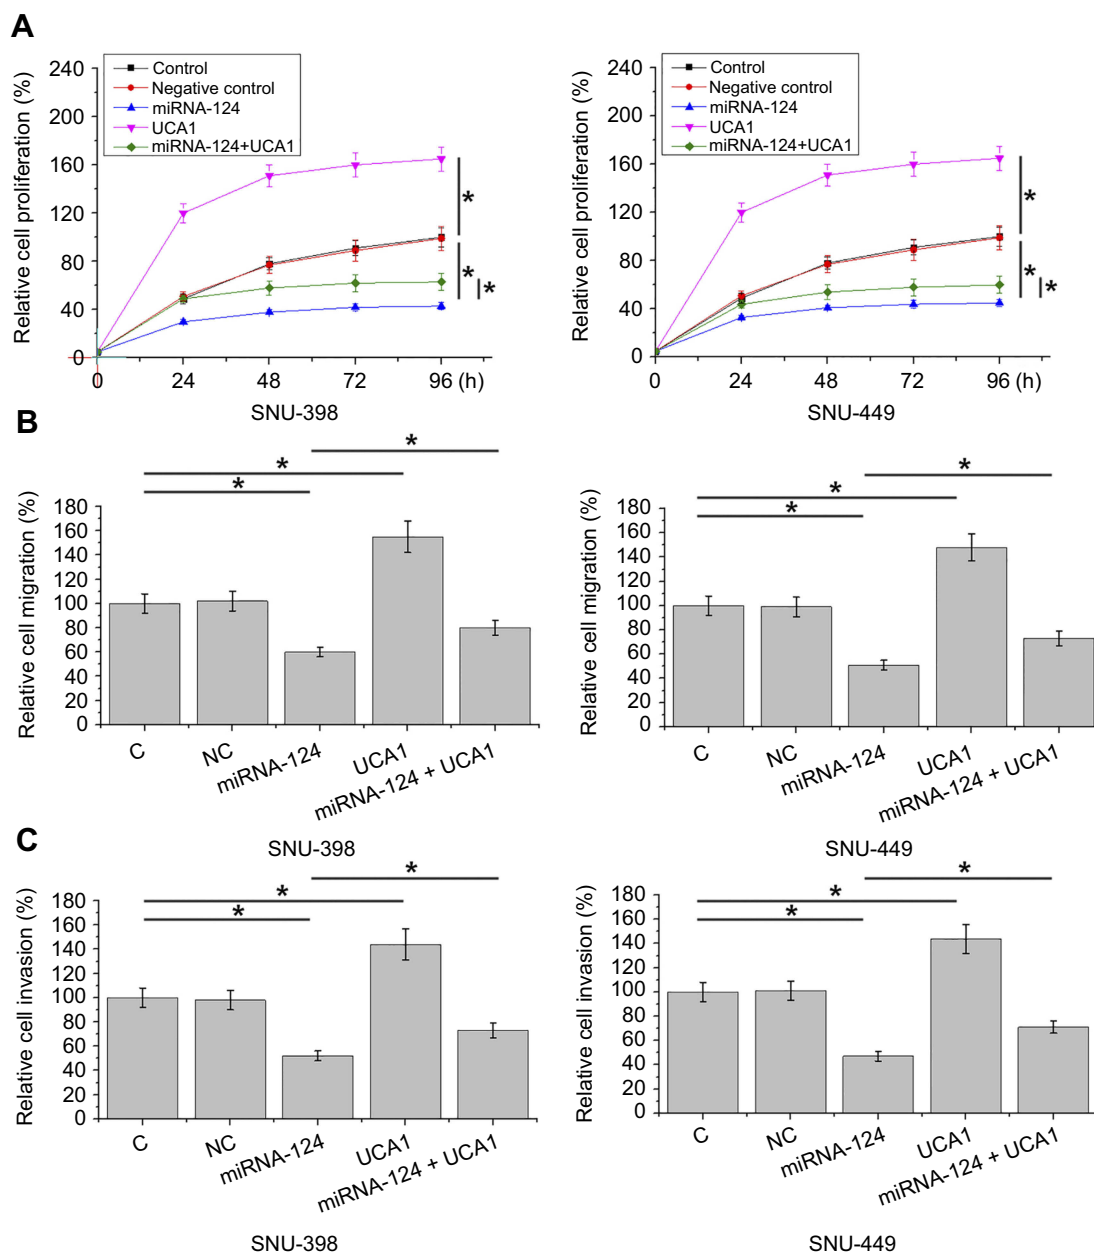 A
Relative cell proliferation (%)
240
200
160
120
80
40
0
Control
Negative control
miRNA-124
UCA1
miRNA-124+UCA1
*
*
*
0 24 48 72 96 (h)
SNU-398
Relative cell proliferation (%)
240
200
160
120
80
40
0
Control
Negative control
miRNA-124
UCA1
miRNA-124+UCA1
*
*
*
0 24 48 72 96 (h)
SNU-449
B
*
*
*
Relative cell migration (%)
180
160
140
120
100
80
60
40
20
0
C NC miRNA-124 UCA1 miRNA-124 + UCA1
SNU-398
*
*
*
Relative cell migration (%)
180
160
140
120
100
80
60
40
20
0
C NC miRNA-124 UCA1 miRNA-124 + UCA1
SNU-449
C
*
*
*
Relative cell invasion (%)
180
160
140
120
100
80
60
40
20
0
C NC miRNA-124 UCA1 miRNA-124 + UCA1
SNU-398
*
*
*
Relative cell invasion (%)
180
160
140
120
100
80
60
40
20
0
C NC miRNA-124 UCA1 miRNA-124 + UCA1
SNU-449